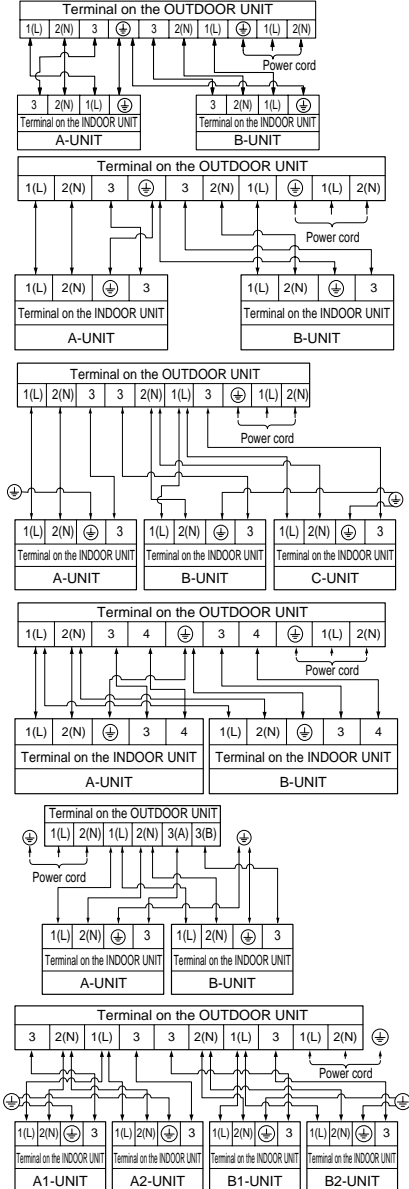 Terminal on the OUTDOOR UNIT
1(L) 2(N) 3 ⏚ 3 2(N) 1(L) ⏚ 1(L) 2(N)
Power cord
3 2(N) 1(L) ⏚ 3 2(N) 1(L) ⏚
Terminal on the INDOOR UNIT Terminal on the INDOOR UNIT
A-UNIT B-UNIT
Terminal on the OUTDOOR UNIT
1(L) 2(N) 3 ⏚ 3 2(N) 1(L) ⏚ 1(L) 2(N)
Power cord
1(L) 2(N) ⏚ 3 1(L) 2(N) ⏚ 3
Terminal on the INDOOR UNIT Terminal on the INDOOR UNIT
A-UNIT B-UNIT
Terminal on the OUTDOOR UNIT
1(L) 2(N) 3 3 2(N) 1(L) 3 ⏚ 1(L) 2(N)
Power cord
⏚ ⏚
1(L) 2(N) ⏚ 3 1(L) 2(N) ⏚ 3 1(L) 2(N) ⏚ 3
Terminal on the INDOOR UNIT Terminal on the INDOOR UNIT Terminal on the INDOOR UNIT
A-UNIT B-UNIT C-UNIT
Terminal on the OUTDOOR UNIT
1(L) 2(N) 3 4 ⏚ 3 4 ⏚ 1(L) 2(N)
Power cord
1(L) 2(N) ⏚ 3 4 1(L) 2(N) ⏚ 3 4
Terminal on the INDOOR UNIT Terminal on the INDOOR UNIT
A-UNIT B-UNIT
Terminal on the OUTDOOR UNIT
⏚ 1(L) 2(N) 1(L) 2(N) 3(A) 3(B) ⏚
Power cord
1(L) 2(N) ⏚ 3 1(L) 2(N) ⏚ 3
Terminal on the INDOOR UNIT Terminal on the INDOOR UNIT
A-UNIT B-UNIT
Terminal on the OUTDOOR UNIT
3 2(N) 1(L) 3 3 2(N) 1(L) 3 1(L) 2(N) ⏚
Power cord
⏚ ⏚
1(L) 2(N) ⏚ 3 1(L) 2(N) ⏚ 3 1(L) 2(N) ⏚ 3 1(L) 2(N) ⏚ 3
Terminal on the INDOOR UNIT Terminal on the INDOOR UNIT Terminal on the INDOOR UNIT Terminal on the INDOOR UNIT
A1-UNIT A2-UNIT B1-UNIT B2-UNIT